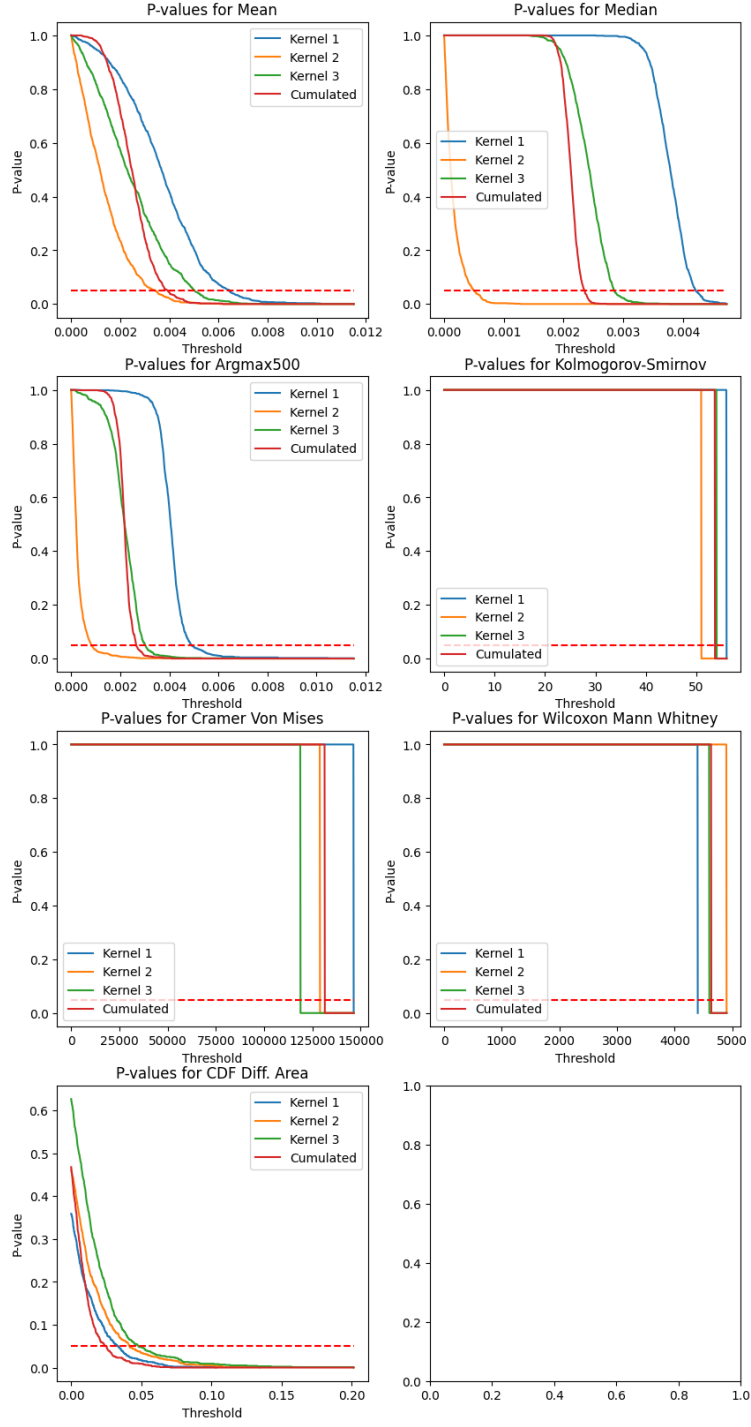 P-values for Mean
P-value
1.0
0.8
0.6
0.4
0.2
0.0
Kernel 1
Kernel 2
Kernel 3
Cumulated
0.000 0.002 0.004 0.006 0.008 0.010 0.012
Threshold
P-values for Median
P-value
1.0
0.8
0.6
0.4
0.2
0.0
Kernel 1
Kernel 2
Kernel 3
Cumulated
0.000 0.001 0.002 0.003 0.004
Threshold
P-values for Argmax500
P-value
1.0
0.8
0.6
0.4
0.2
0.0
Kernel 1
Kernel 2
Kernel 3
Cumulated
0.000 0.002 0.004 0.006 0.008 0.010 0.012
Threshold
P-values for Kolmogorov-Smirnov
P-value
1.0
0.8
0.6
0.4
0.2
0.0
Kernel 1
Kernel 2
Kernel 3
Cumulated
0 10 20 30 40 50
Threshold
P-values for Cramer Von Mises
P-value
1.0
0.8
0.6
0.4
0.2
0.0
Kernel 1
Kernel 2
Kernel 3
Cumulated
0 25000 50000 75000 100000 125000 150000
Threshold
P-values for Wilcoxon Mann Whitney
P-value
1.0
0.8
0.6
0.4
0.2
0.0
Kernel 1
Kernel 2
Kernel 3
Cumulated
0 1000 2000 3000 4000 5000
Threshold
P-values for CDF Diff. Area
P-value
0.6
0.5
0.4
0.3
0.2
0.1
0.0
Kernel 1
Kernel 2
Kernel 3
Cumulated
0.00 0.05 0.10 0.15 0.20
Threshold
1.0
0.8
0.6
0.4
0.2
0.0
0.0 0.2 0.4 0.6 0.8 1.0